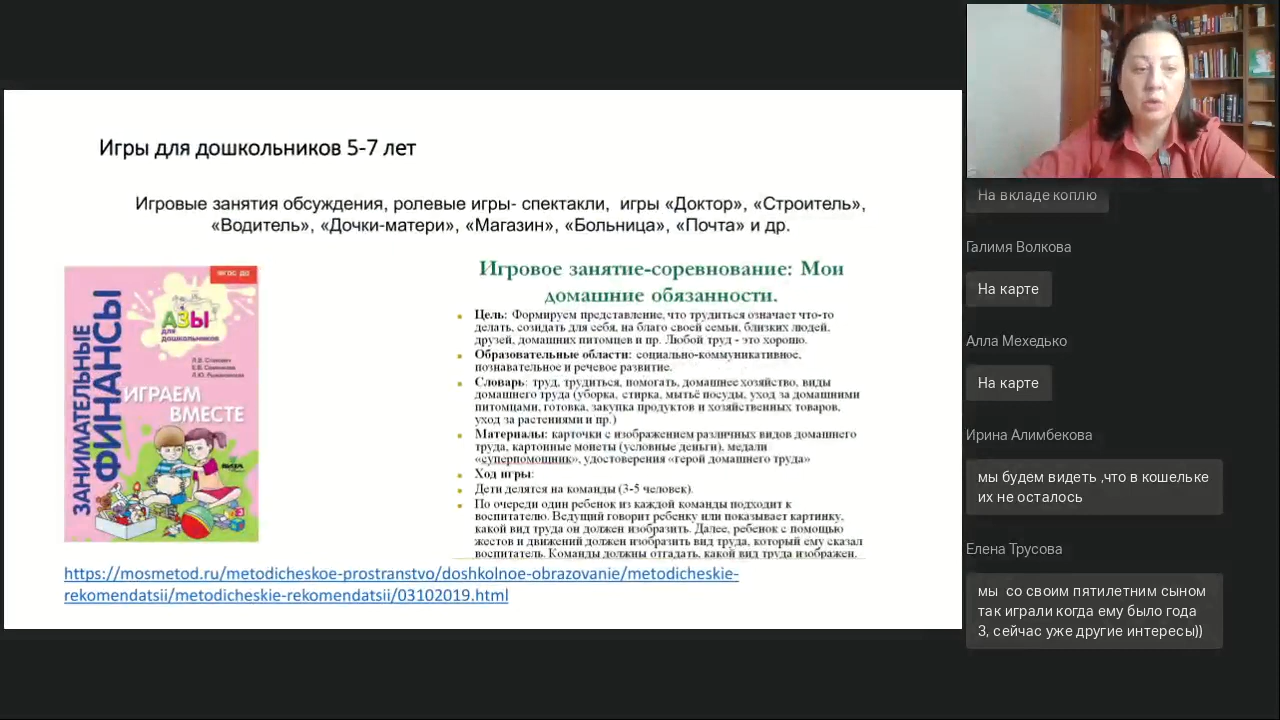 Игры для дошкольников 5-7 лет
Игровые занятия обсуждения, ролевые игры- спектакли, игры «Доктор», «Строитель»,
«Водитель», «Дочки-матери», «Магазин», «Больница», «Почта» и др.
ФГОС ДО
АЗЫ
для
дошкольников
ЗАНИМАТЕЛЬНЫЕ
ФИНАНСЫ
ИГРАЕМ
ВМЕСТЕ
Игровое занятие-соревнование: Мои
домашние обязанности.
Цель: Формируем представление, что трудиться означает что-то
делать, созидать для себя, на благо своей семьи, близких людей,
друзей, домашних питомцев и пр. Любой труд - это хорошо.
Образовательные области: социально-коммуникативное,
познавательное и речевое развитие.
Словарь: труд, трудиться, помогать, домашнее хозяйство, виды
домашнего труда (уборка, стирка, мытьё посуды, уход за домашними
питомцами, готовка, закупка продуктов и хозяйственных товаров,
уход за растениями и пр.)
Материалы: карточки с изображением различных видов домашнего
труда, картонные монеты (условные деньги), медали
«суперпомощник», удостоверения «герой домашнего труда»
Ход игры:
Дети делятся на команды (3-5 человек).
По очереди один ребенок из каждой команды подходит к
воспитателю. Ведущий говорит ребенку или показывает картинку,
какой вид труда он должен изобразить. Далее, ребенок с помощью
жестов и движений должен изобразить вид труда, который ему сказал
воспитатель. Команды должны отгадать, какой вид труда изображен.
https://mosmetod.ru/metodicheskoe-prostranstvo/doshkolnoe-obrazovanie/metodicheskie-
rekomendatsii/metodicheskie-rekomendatsii/03102019.html
На вкладе коплю
Галимя Волкова
На карте
Алла Мехедько
На карте
Ирина Алимбекова
мы будем видеть ,что в кошельке
их не осталось
Елена Трусова
мы со своим пятилетним сыном
так играли когда ему было года
3, сейчас уже другие интересы))